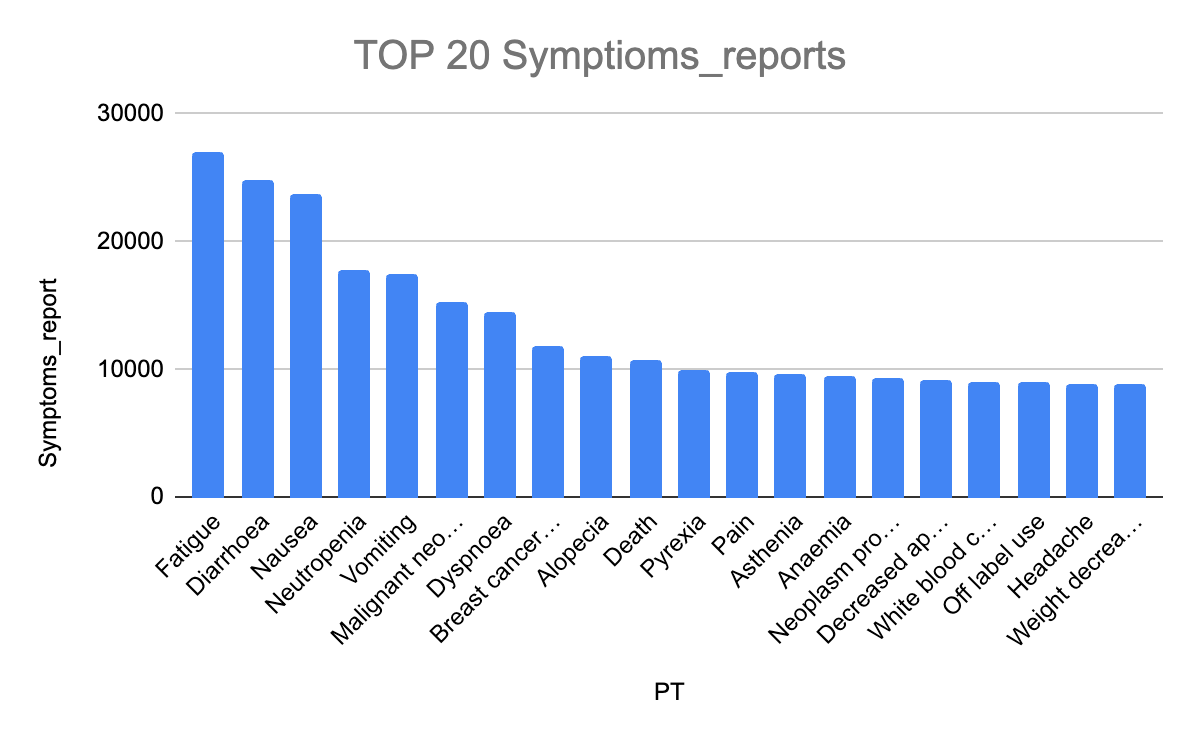 TOP 20 Symptioms_reports
Symptoms_report
30000
20000
10000
0
Fatigue
Diarrhoea
Nausea
Neutropenia
Vomiting
Malignant neo...
Dyspnoea
Breast cancer...
Alopecia
Death
Pyrexia
Pain
Asthenia
Anaemia
Neoplasm pro...
Decreased ap...
White blood c...
Off label use
Headache
Weight decrea...
PT